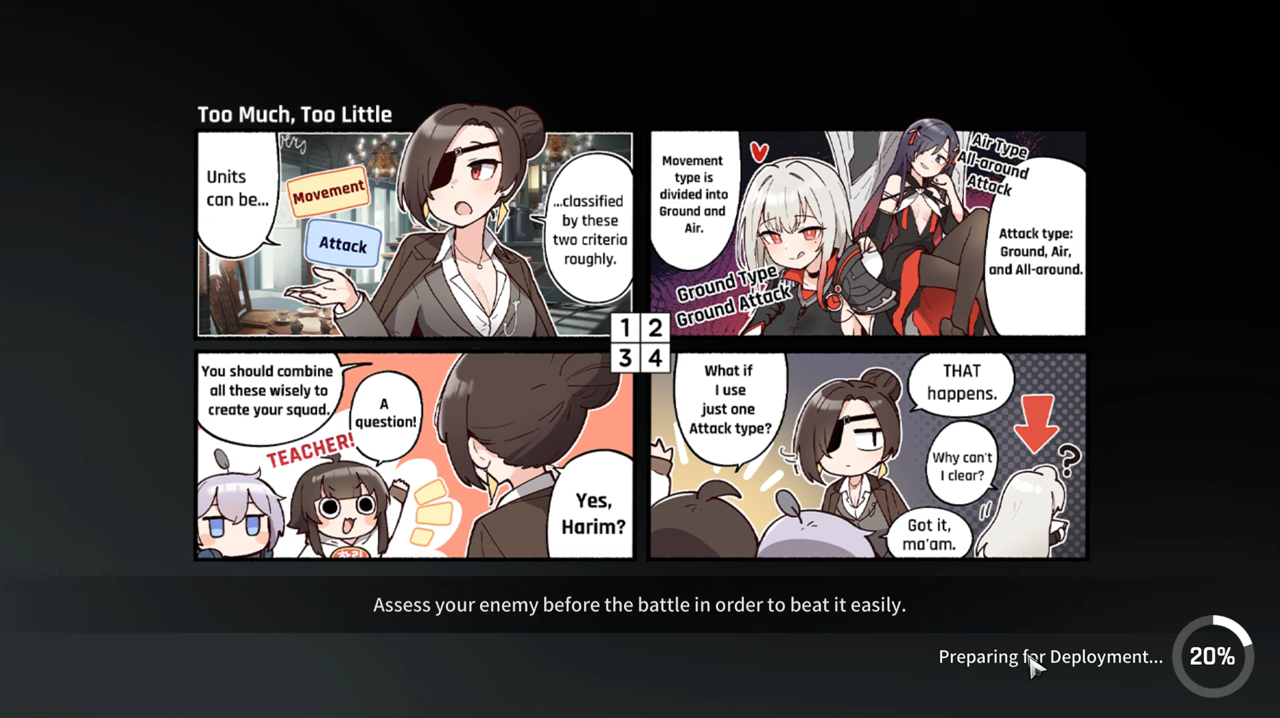 Too Much, Too Little
Units
can be...
Movement
Attack
...classified
by these
two criteria
roughly.
Movement
type is
divided into
Ground and
Air.
Ground Type
Ground Attack
Air Type
All-around
Attack
Attack type:
Ground, Air,
and All-around.
1 2
3 4
You should combine
all these wisely to
create your squad.
TEACHER!
A
question!
Yes,
Harim?
What if
I use
just one
Attack type?
THAT
happens.
Why can't
I clear?
?
Got it,
ma'am.
Assess your enemy before the battle in order to beat it easily.
Preparing for Deployment...
20%